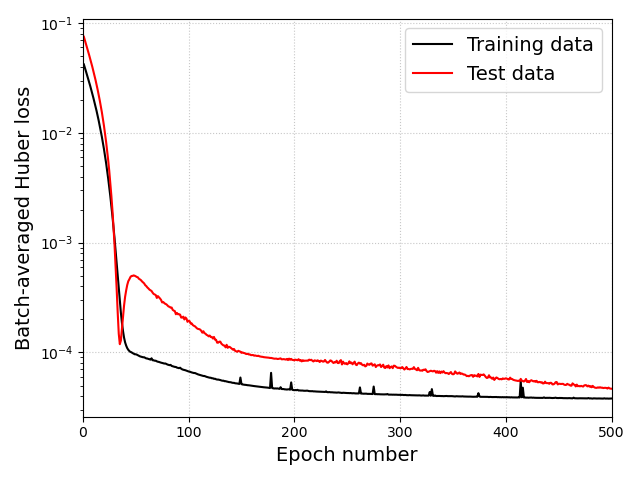 Training data
Test data
Batch-averaged Huber loss
10⁻¹
10⁻²
10⁻³
10⁻⁴
0
100
200
300
400
500
Epoch number